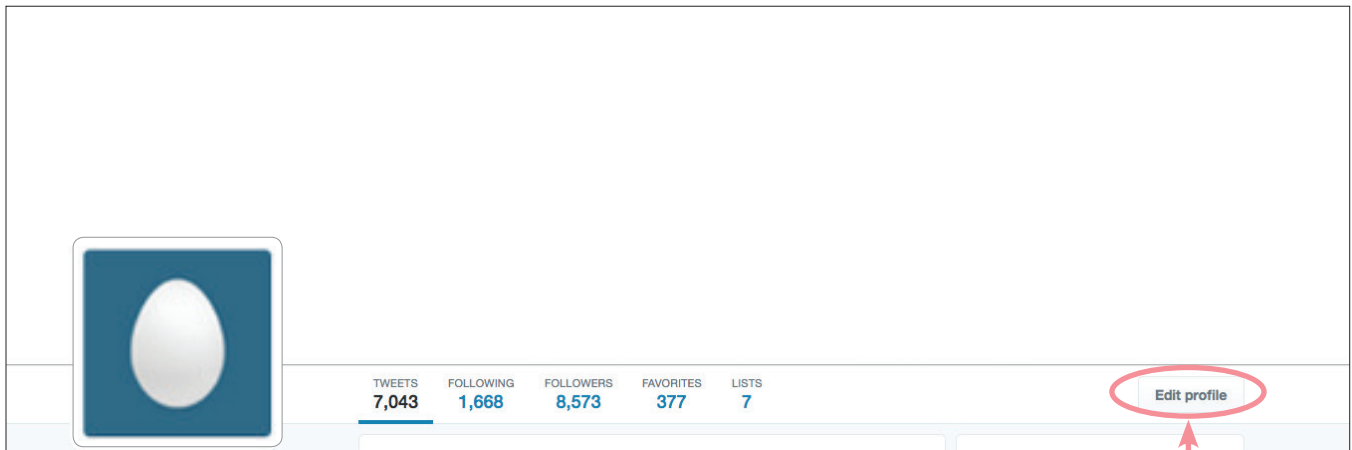 TWEETS FOLLOWING FOLLOWERS FAVORITES LISTS
7,043 1,668 8,573 377 7
Edit profile